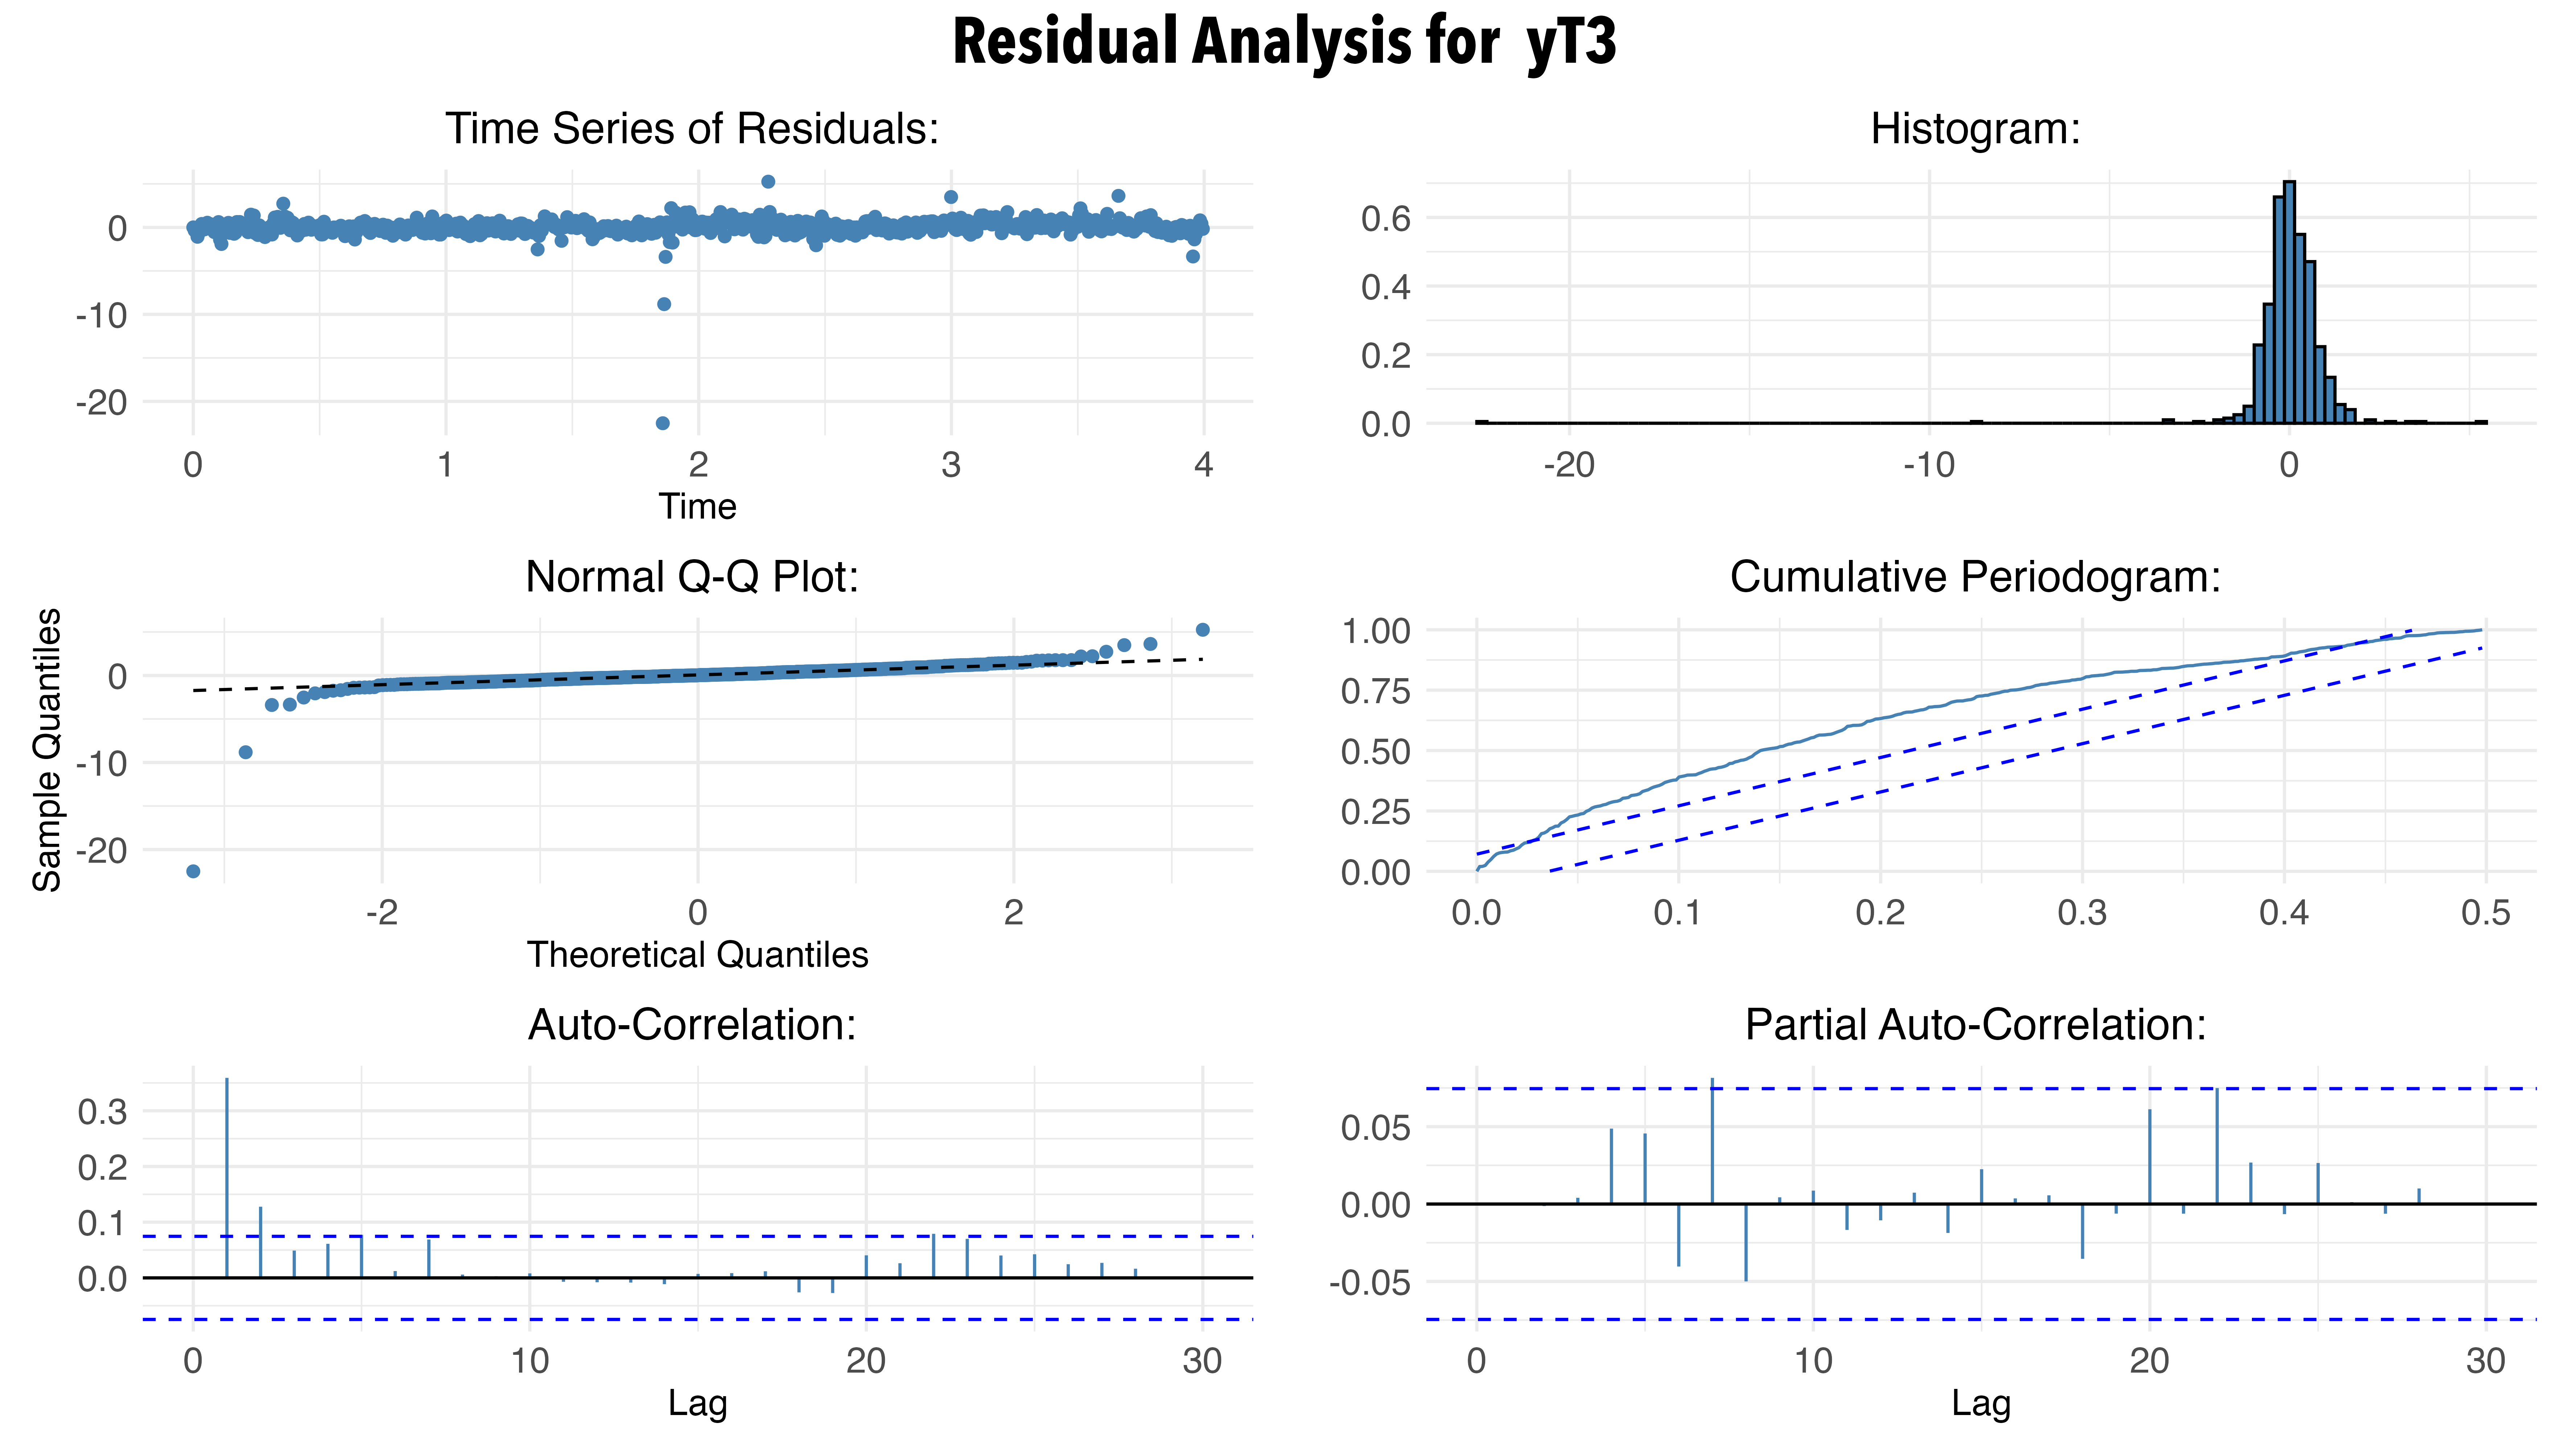 Residual Analysis for  yT3
Time Series of Residuals:
0
-10
-20
0 1 2 3 4
Time
Histogram:
0.6
0.4
0.2
0.0
-20 -10 0
Normal Q-Q Plot:
Sample Quantiles
0
-10
-20
-2 0 2
Theoretical Quantiles
Cumulative Periodogram:
1.00
0.75
0.50
0.25
0.00
0.0 0.1 0.2 0.3 0.4 0.5
Auto-Correlation:
0.3
0.2
0.1
0.0
0 10 20 30
Lag
Partial Auto-Correlation:
0.05
0.00
-0.05
0 10 20 30
Lag